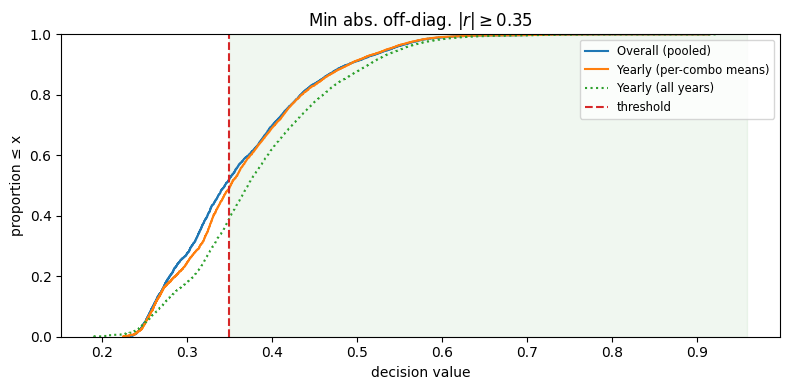 Min abs. off-diag. |r| ≥ 0.35
proportion ≤ x
1.0
0.8
0.6
0.4
0.2
0.0
Overall (pooled)
Yearly (per-combo means)
Yearly (all years)
threshold
0.2 0.3 0.4 0.5 0.6 0.7 0.8 0.9
decision value